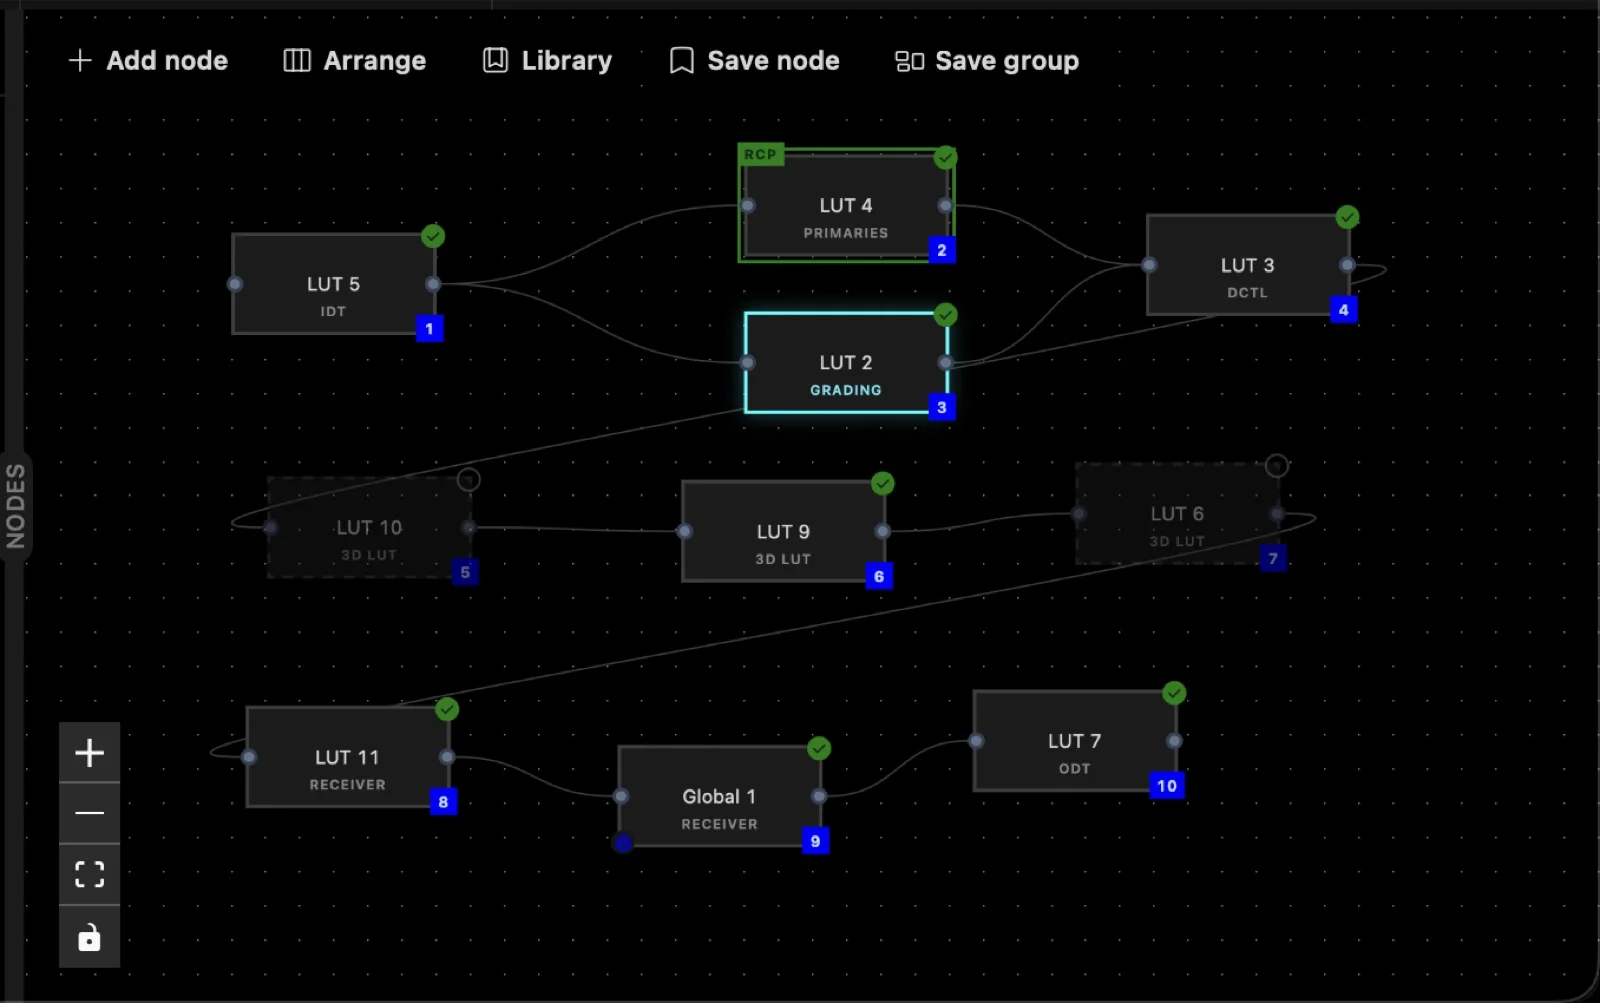 Add node
Arrange
Library
Save node
Save group
RCP
LUT 4
PRIMARIES
2
LUT 5
IDT
1
LUT 3
DCTL
4
LUT 2
GRADING
3
NODES
LUT 10
3D LUT
5
LUT 9
3D LUT
6
LUT 6
3D LUT
7
LUT 11
RECEIVER
8
Global 1
RECEIVER
9
LUT 7
ODT
10